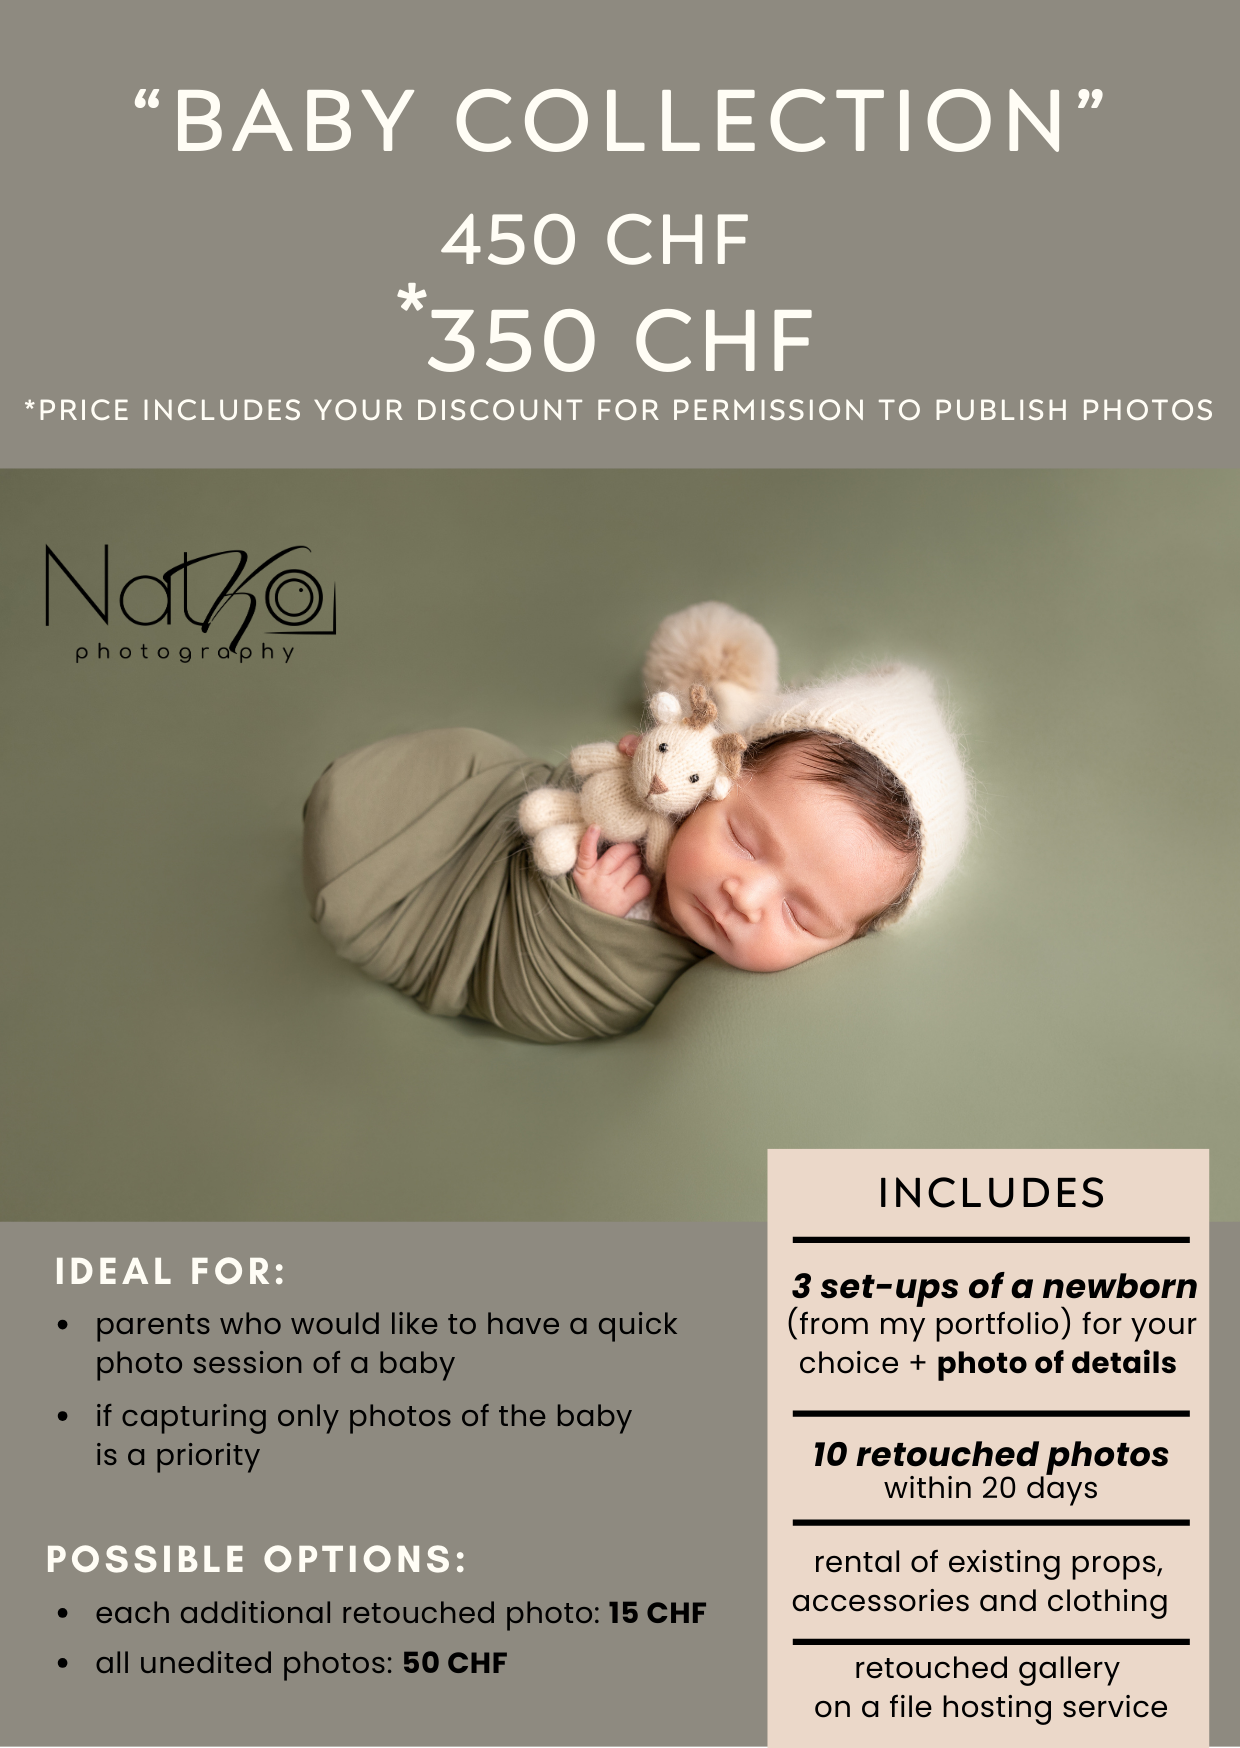 “BABY COLLECTION”
450 CHF
*350 CHF
*PRICE INCLUDES YOUR DISCOUNT FOR PERMISSION TO PUBLISH PHOTOS
NatKo
photography
IDEAL FOR:
• parents who would like to have a quick
photo session of a baby
• if capturing only photos of the baby
is a priority
POSSIBLE OPTIONS:
• each additional retouched photo: 15 CHF
• all unedited photos: 50 CHF
INCLUDES
3 set-ups of a newborn
(from my portfolio) for your
choice + photo of details
10 retouched photos
within 20 days
rental of existing props,
accessories and clothing
retouched gallery
on a file hosting service